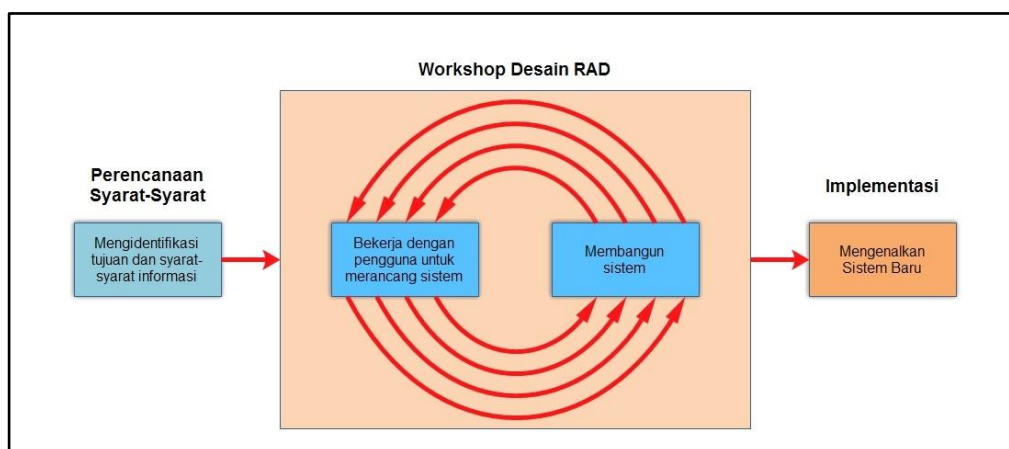 Workshop Desain RAD
Perencanaan
Syarat-Syarat
Mengidentifikasi
tujuan dan syarat-
syarat informasi
Bekerja dengan
pengguna untuk
merancang sistem
Membangun
sistem
Implementasi
Mengenalkan
Sistem Baru